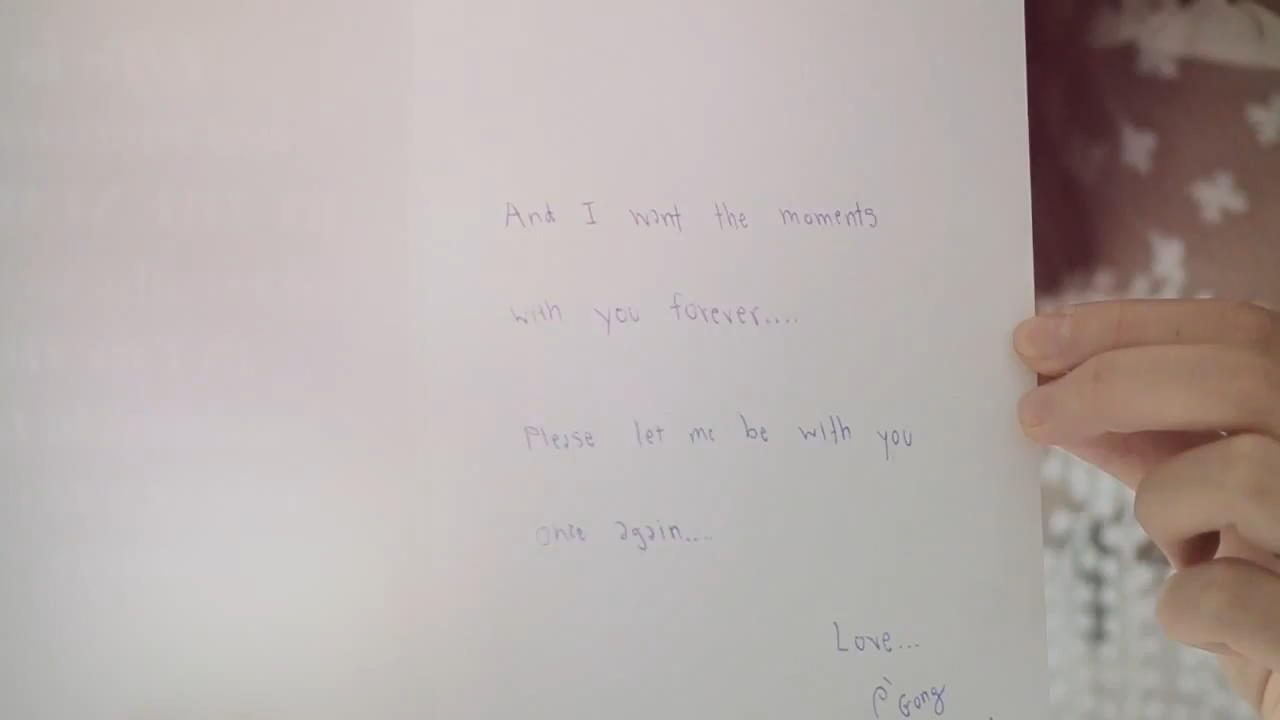 And I want the moments
with you forever....
Please let me be with you
once again....
Love...
P'Gong